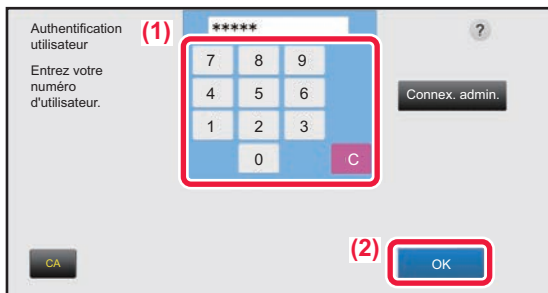 Authentification
utilisateur
Entrez votre
numéro
d'utilisateur.
(1)
*****
?
7 8 9
4 5 6
1 2 3
0 C
Connex. admin.
CA
(2)
OK